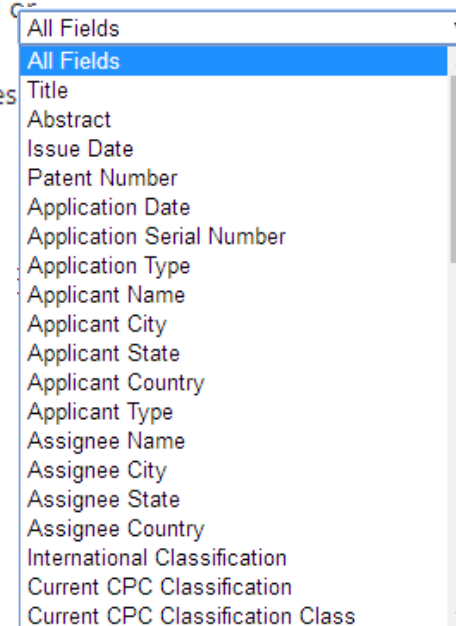 or
All Fields
All Fields
es
Title
Abstract
Issue Date
Patent Number
Application Date
Application Serial Number
Application Type
Applicant Name
Applicant City
Applicant State
Applicant Country
Applicant Type
Assignee Name
Assignee City
Assignee State
Assignee Country
International Classification
Current CPC Classification
Current CPC Classification Class